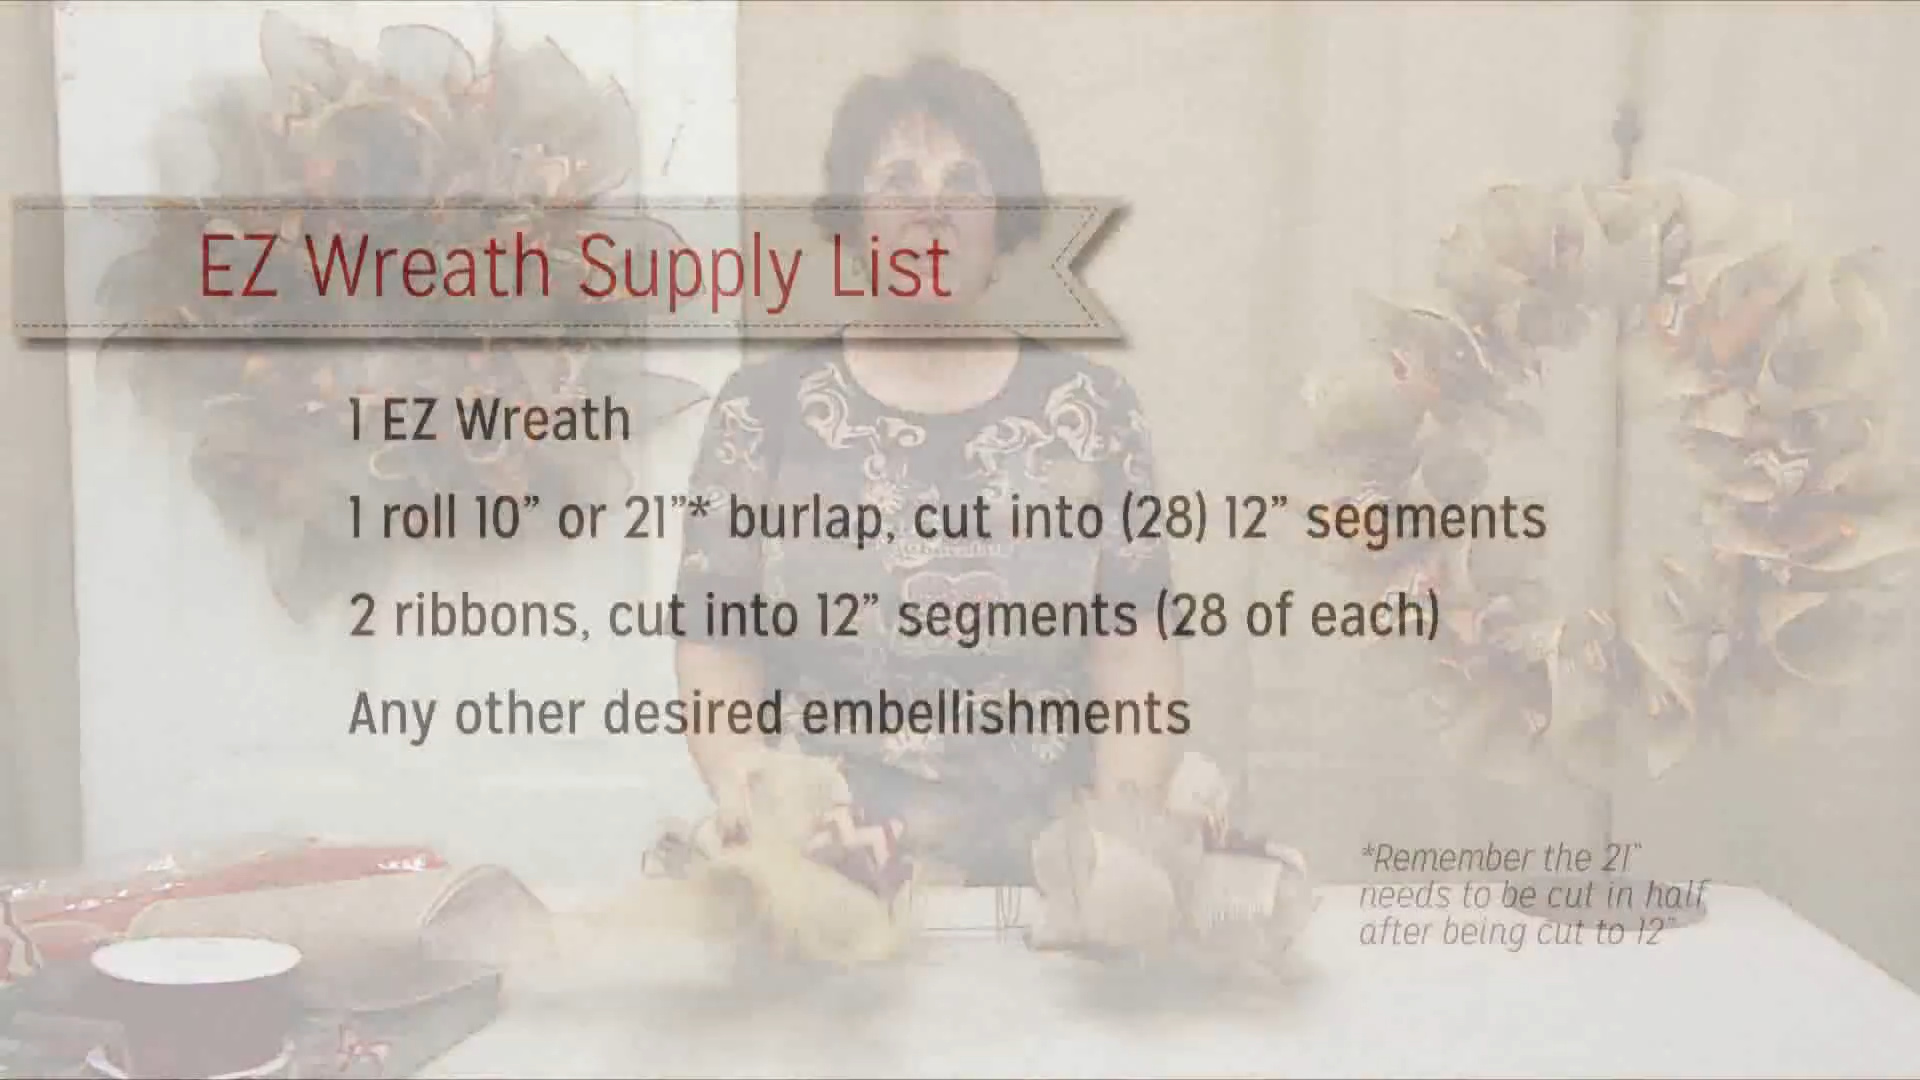 EZ Wreath Supply List
1 EZ Wreath
1 roll 10” or 21”* burlap, cut into (28) 12” segments
2 ribbons, cut into 12” segments (28 of each)
Any other desired embellishments
*Remember the 21”
needs to be cut in half
after being cut to 12”